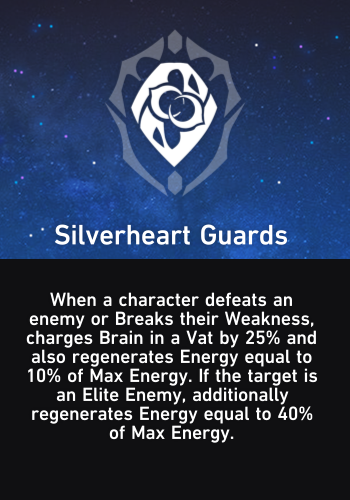 Silverheart Guards
When a character defeats an
enemy or Breaks their Weakness,
charges Brain in a Vat by 25% and
also regenerates Energy equal to
10% of Max Energy. If the target is
an Elite Enemy, additionally
regenerates Energy equal to 40%
of Max Energy.